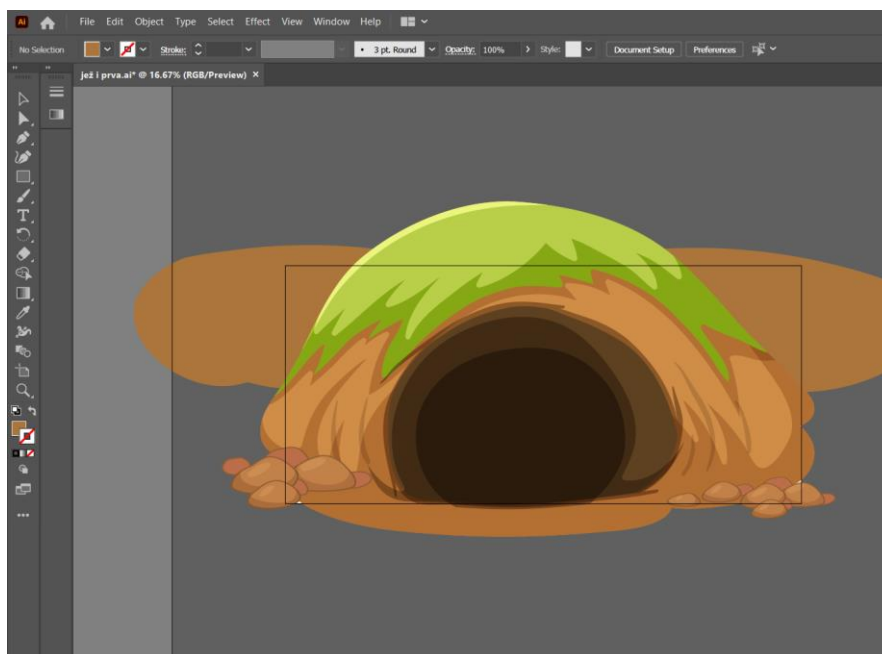 Ai File Edit Object Type Select Effect View Window Help
No Selection Stroke: 3 pt. Round Opacity: 100% Style: Document Setup Preferences
jež i prva.ai* @ 16.67% (RGB/Preview) ×